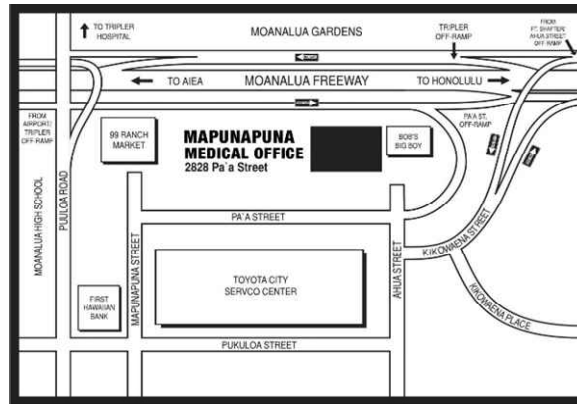 TO TRIPLER
HOSPITAL
MOANALUA GARDENS
TRIPLER
OFF-RAMP
FROM
FT. SHAFTER/
AHUA STREET
OFF-RAMP
TO AIEA
MOANALUA FREEWAY
TO HONOLULU
FROM
AIRPORT/
TRIPLER
OFF-RAMP
99 RANCH
MARKET
MAPUNAPUNA
MEDICAL OFFICE
2828 Pa`a Street
BOB'S
BIG BOY
PA'A ST.
OFF-RAMP
MOANALUA HIGH SCHOOL
PUULOA ROAD
MAPUNAPUNA STREET
PA'A STREET
AHUA STREET
KIKOWAENA STREET
KIKOWAENA PLACE
TOYOTA CITY
SERVCO CENTER
FIRST
HAWAIIAN
BANK
PUKULOA STREET